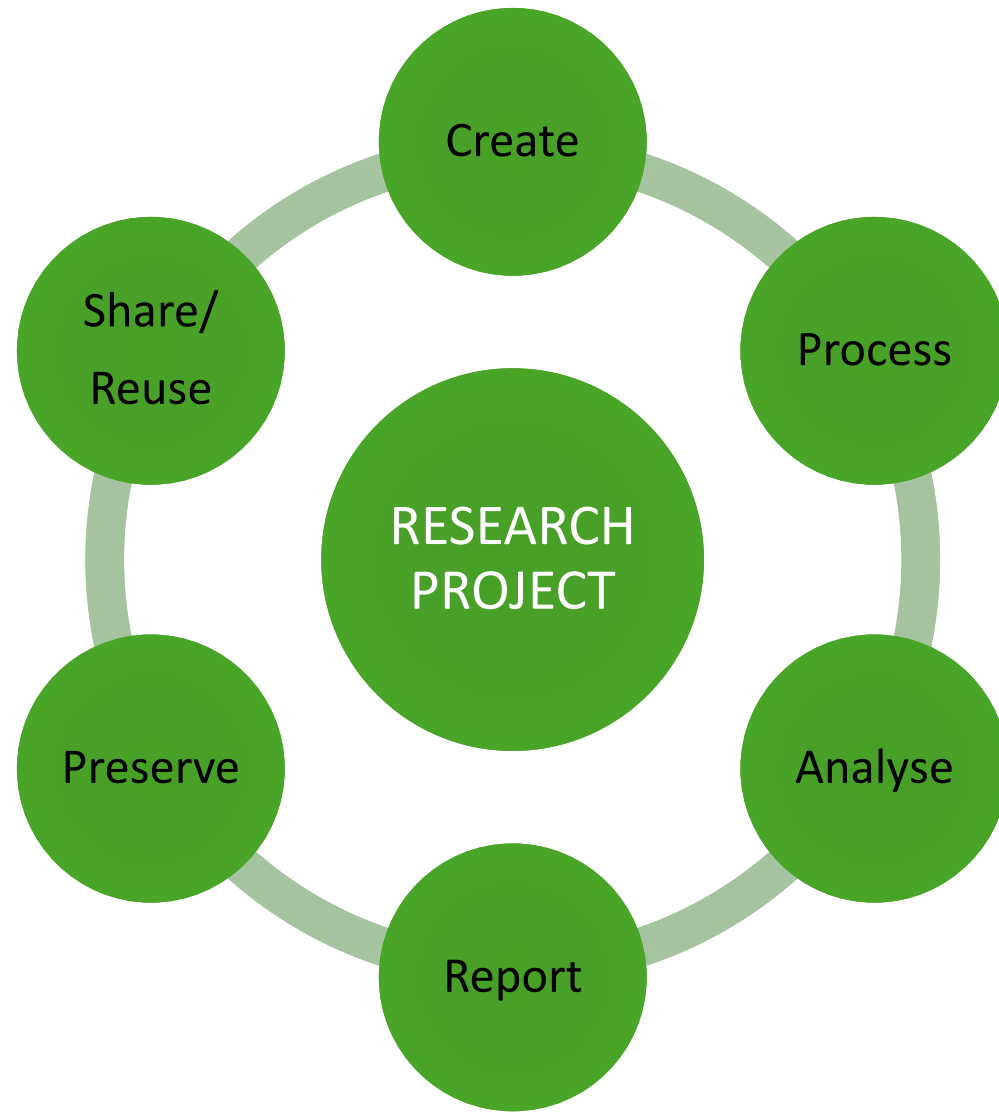 Create
Process
Analyse
Report
Preserve
Share/
Reuse
RESEARCH
PROJECT